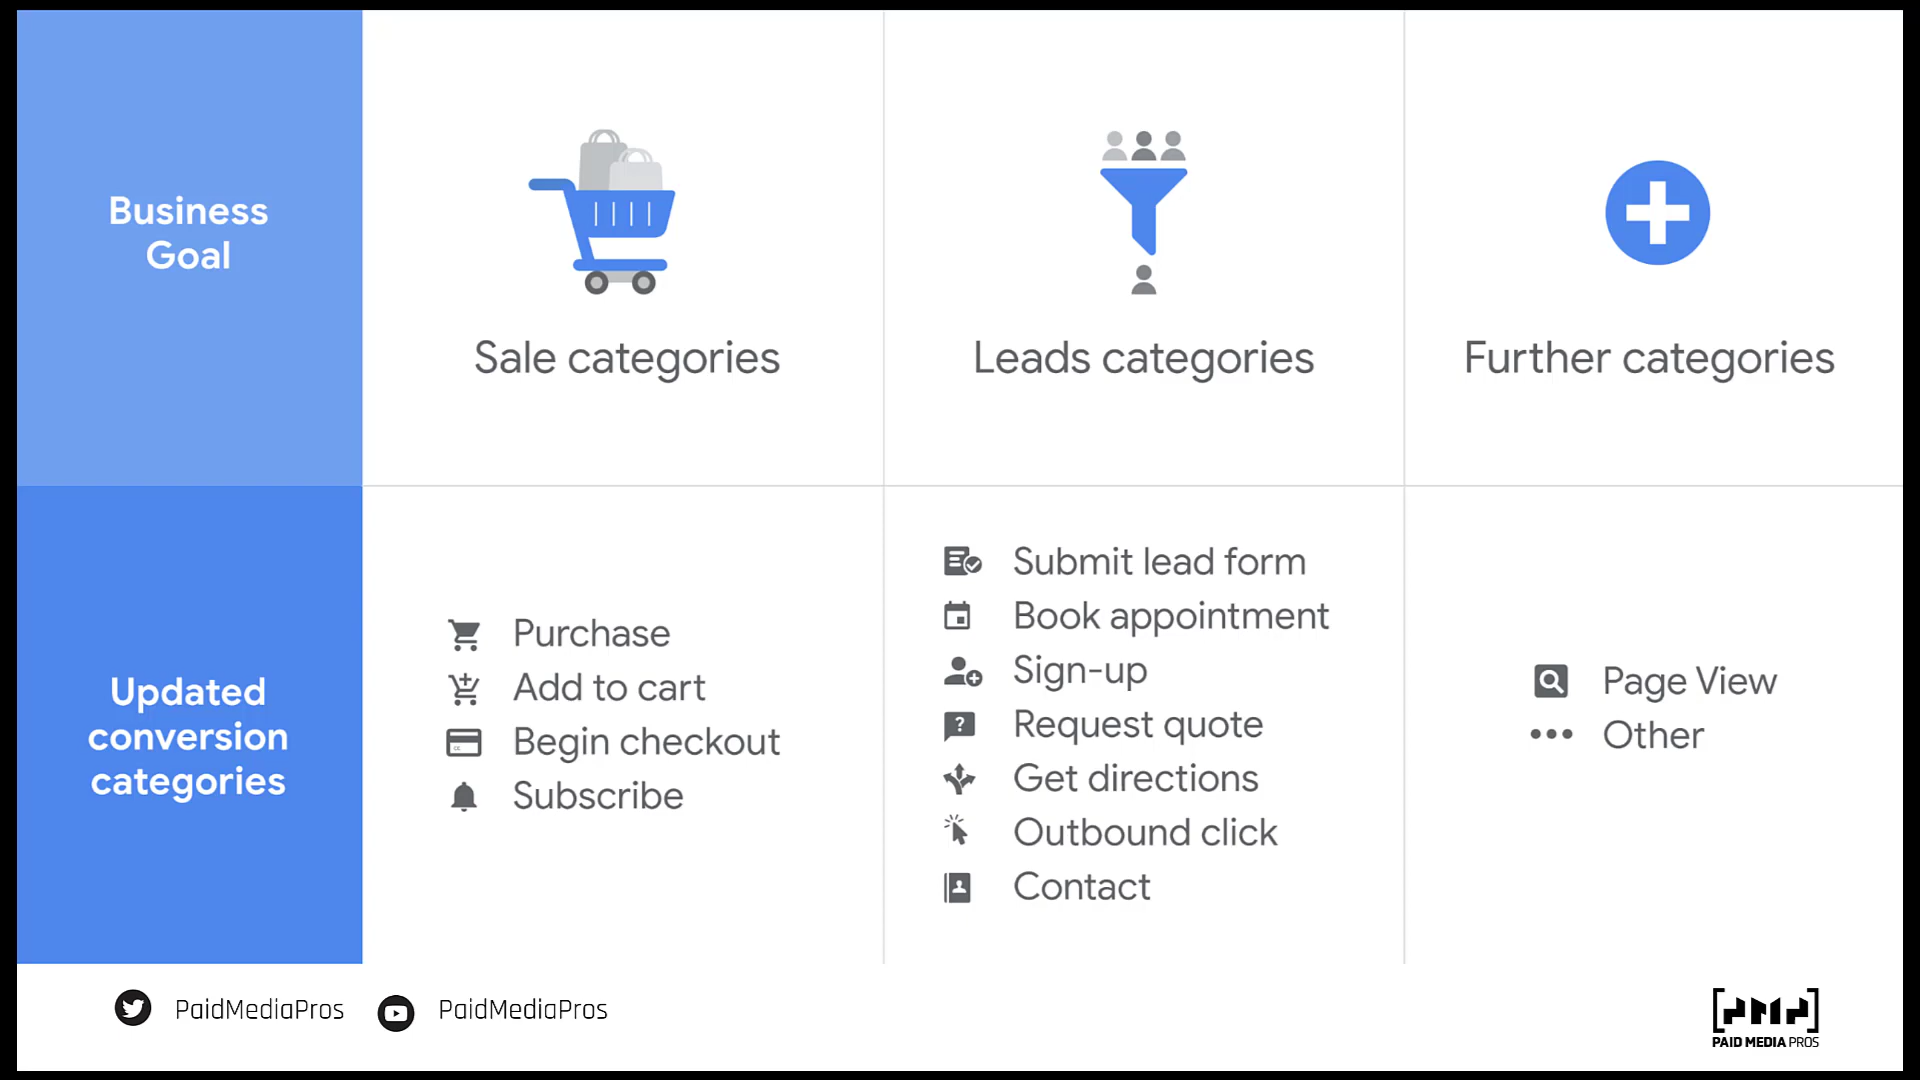 Business
Goal
Sale categories
Leads categories
Further categories
Updated
conversion
categories
Purchase
Add to cart
Begin checkout
Subscribe
Submit lead form
Book appointment
Sign-up
Request quote
Get directions
Outbound click
Contact
Page View
Other
PaidMediaPros
PaidMediaPros
PMP
PAID MEDIA PROS